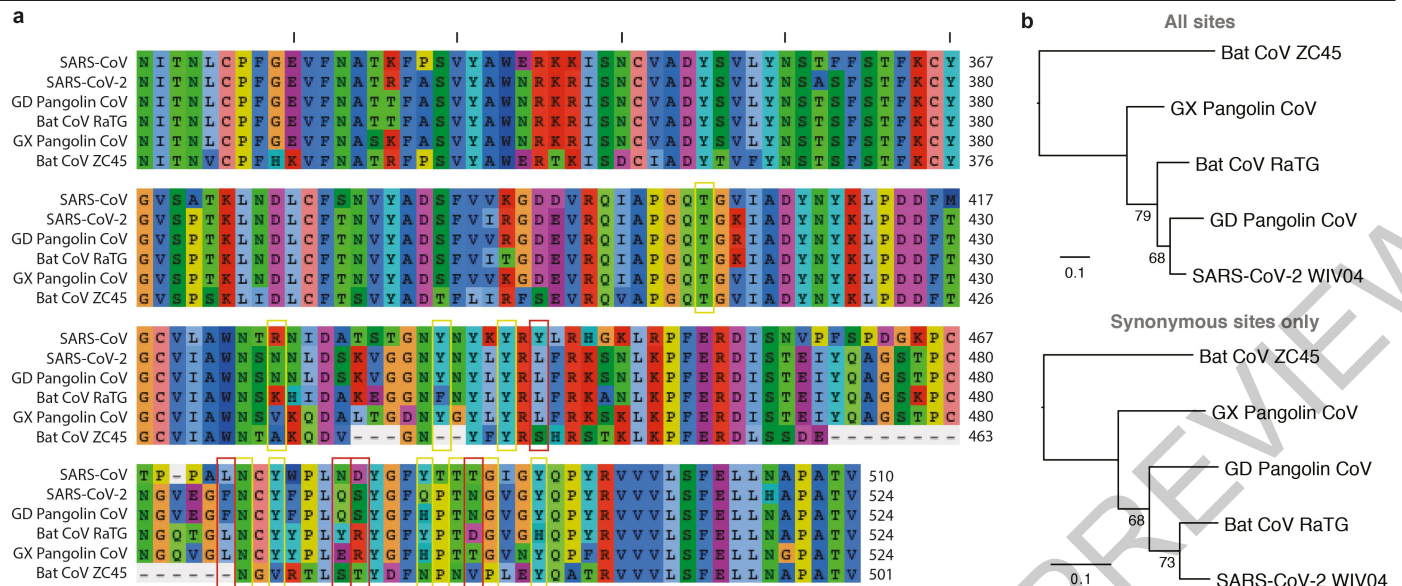 a
SARS-CoV N I T N L C P F G E V F N A T K F P S V Y A W E R K K I S N C V A D Y S V L Y N S T F F S T F K C Y 367
SARS-CoV-2 N I T N L C P F G E V F N A T R F A S V Y A W N R K R I S N C V A D Y S V L Y N S A S F S T F K C Y 380
GD Pangolin CoV N I T N L C P F G E V F N A T T F A S V Y A W N R K R I S N C V A D Y S V L Y N S T S F S T F K C Y 380
Bat CoV RaTG N I T N L C P F G E V F N A T T F A S V Y A W N R K R I S N C V A D Y S V L Y N S T S F S T F K C Y 380
GX Pangolin CoV N I T N L C P F G E V F N A S K F A S V Y A W N R K R I S N C V A D Y S V L Y N S T S F S T F K C Y 380
Bat CoV ZC45 N I T N V C P F H K V F N A T R F P S V Y A W E R T K I S D C I A D Y T V F Y N S T S F S T F K C Y 376
SARS-CoV G V S A T K L N D L C F S N V Y A D S F V V K G D D V R Q I A P G Q T G V I A D Y N Y K L P D D F M 417
SARS-CoV-2 G V S P T K L N D L C F T N V Y A D S F V I R G D E V R Q I A P G Q T G K I A D Y N Y K L P D D F T 430
GD Pangolin CoV G V S P T K L N D L C F T N V Y A D S F V V R G D E V R Q I A P G Q T G R I A D Y N Y K L P D D F T 430
Bat CoV RaTG G V S P T K L N D L C F T N V Y A D S F V I T G D E V R Q I A P G Q T G K I A D Y N Y K L P D D F T 430
GX Pangolin CoV G V S P T K L N D L C F T N V Y A D S F V V K G D E V R Q I A P G Q T G V I A D Y N Y K L P D D F T 430
Bat CoV ZC45 G V S P S K L I D L C F T S V Y A D T F L I R F S E V R Q V A P G Q T G V I A D Y N Y K L P D D F T 426
SARS-CoV G C V L A W N T R N I D A T S T G N Y N Y K Y R Y L R H G K L R P F E R D I S N V P F S P D G K P C 467
SARS-CoV-2 G C V I A W N S N N L D S K V G G N Y N Y L Y R L F R K S N L K P F E R D I S T E I Y Q A G S T P C 480
GD Pangolin CoV G C V I A W N S N N L D S K V G G N Y N Y L Y R L F R K S N L K P F E R D I S T E I Y Q A G S T P C 480
Bat CoV RaTG G C V I A W N S K H I D A K E G G N F N Y L Y R L F R K A N L K P F E R D I S T E I Y Q A G S K P C 480
GX Pangolin CoV G C V I A W N S V K Q D A L T G D N Y G Y L Y R L F R K S K L K P F E R D I S T E I Y Q A G S T P C 480
Bat CoV ZC45 G C V I A W N T A K Q D V - - - G N - - Y F Y R S H R S T K L K P F E R D L S S D E - - - - - - - - 463
SARS-CoV T P - P A L N C Y W P L N D Y G F Y T T T G I G Y Q P Y R V V V L S F E L L N A P A T V 510
SARS-CoV-2 N G V E G F N C Y F P L Q S Y G F Q P T N G V G Y Q P Y R V V V L S F E L L H A P A T V 524
GD Pangolin CoV N G V E G F N C Y F P L Q S Y G F H P T N G V G Y Q P Y R V V V L S F E L L N A P A T V 524
Bat CoV RaTG N G Q T G L N C Y Y P L Y R Y G F Y P T D G V G H Q P Y R V V V L S F E L L N A P A T V 524
GX Pangolin CoV N G Q V G L N C Y Y P L E R Y G F H P T T G V N Y Q P F R V V V L S F E L L N G P A T V 524
Bat CoV ZC45 - - - - - - N G V R T L S T Y D F N P N V P L E Y Q A T R V V V L S F E L L N A P A T V 501
b
All sites
Bat CoV ZC45
GX Pangolin CoV
Bat CoV RaTG
79
GD Pangolin CoV
68
0.1
SARS-CoV-2 WIV04
Synonymous sites only
Bat CoV ZC45
GX Pangolin CoV
GD Pangolin CoV
68
Bat CoV RaTG
73
0.1
SARS-CoV-2 WIV04
PREVIEW